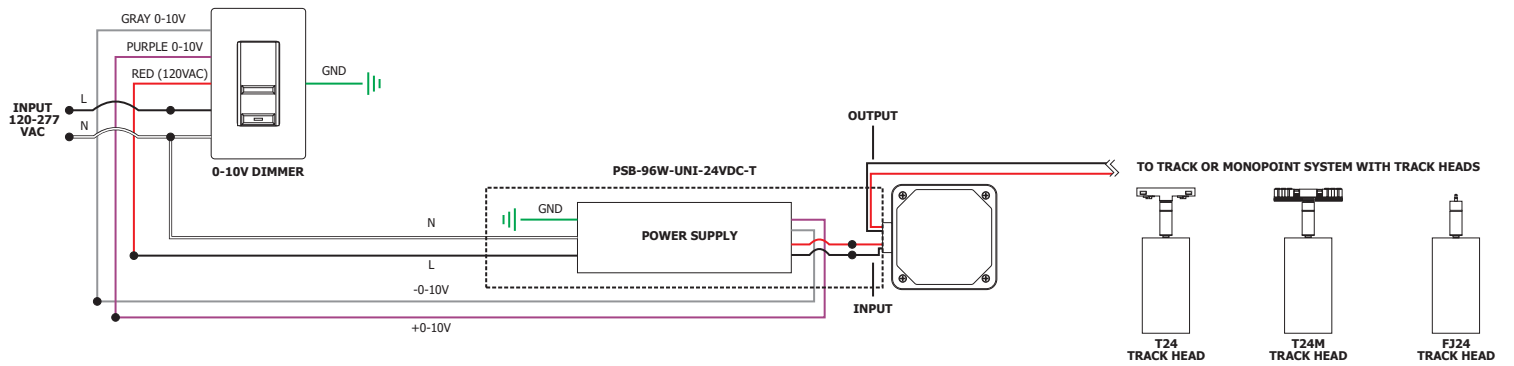 GRAY 0-10V
PURPLE 0-10V
RED (120VAC)
GND
L
INPUT
120-277
VAC
N
0-10V DIMMER
OUTPUT
PSB-96W-UNI-24VDC-T
TO TRACK OR MONOPOINT SYSTEM WITH TRACK HEADS
GND
N
POWER SUPPLY
L
-0-10V
INPUT
+0-10V
T24
TRACK HEAD
T24M
TRACK HEAD
FJ24
TRACK HEAD